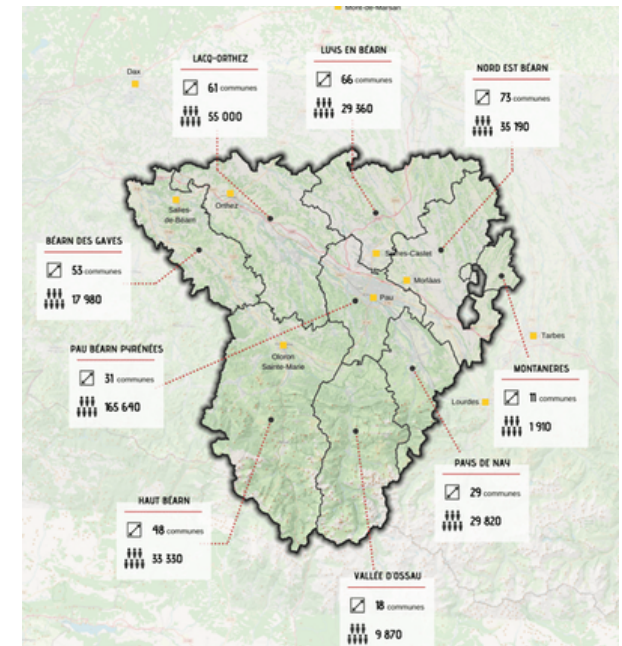 Mont-de-Marsan
LACQ-ORTHEZ
61 communes
55 000
LUYS EN BÉARN
66 communes
29 360
NORD EST BÉARN
73 communes
35 190
Dax
Salies-
de-Béarn
Orthez
Serres-Castet
Morlàas
Pau
BÉARN DES GAVES
53 communes
17 980
PAU BÉARN PYRÉNÉES
31 communes
165 640
Oloron
Sainte-Marie
Tarbes
Lourdes
MONTANERES
11 communes
1 910
PAYS DE NAY
29 communes
29 820
HAUT BÉARN
48 communes
33 330
VALLÉE D'OSSAU
18 communes
9 870